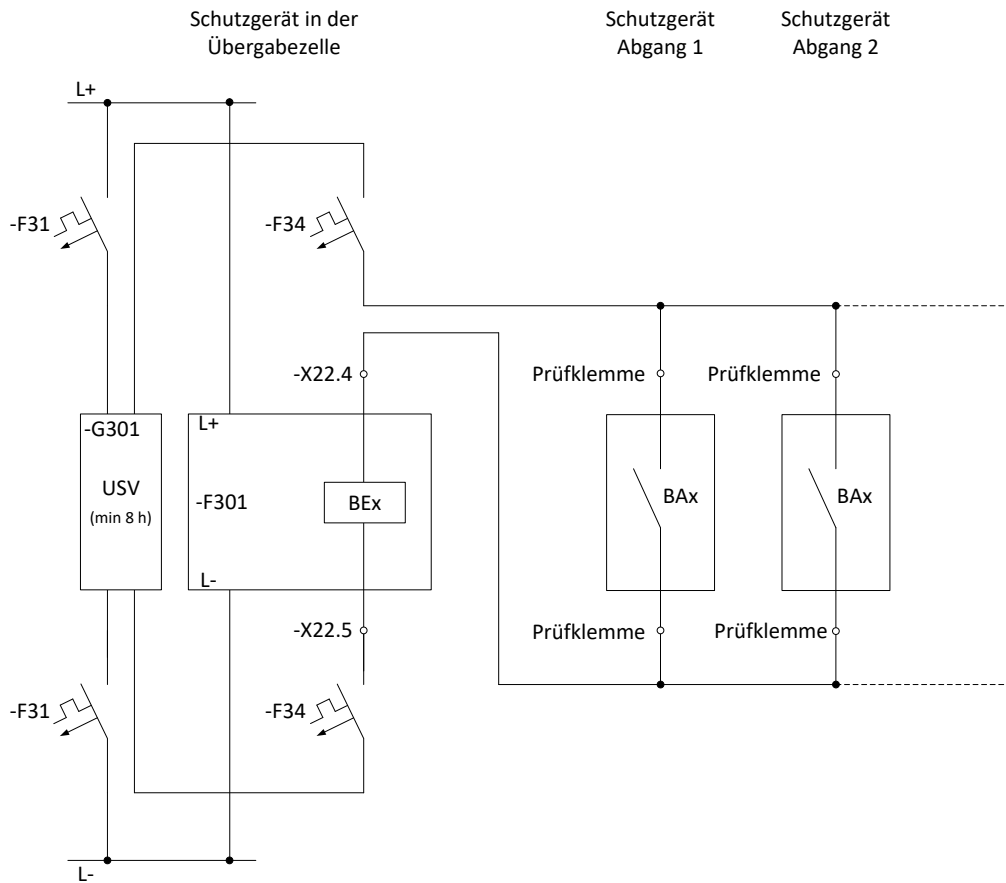 Schutzgerät in der
Übergabezelle
Schutzgerät
Abgang 1
Schutzgerät
Abgang 2
L+
-F31
-F34
-X22.4
Prüfklemme
Prüfklemme
-G301
USV
(min 8 h)
L+
-F301
BEx
L-
BAx
BAx
-X22.5
Prüfklemme
Prüfklemme
-F31
-F34
L-